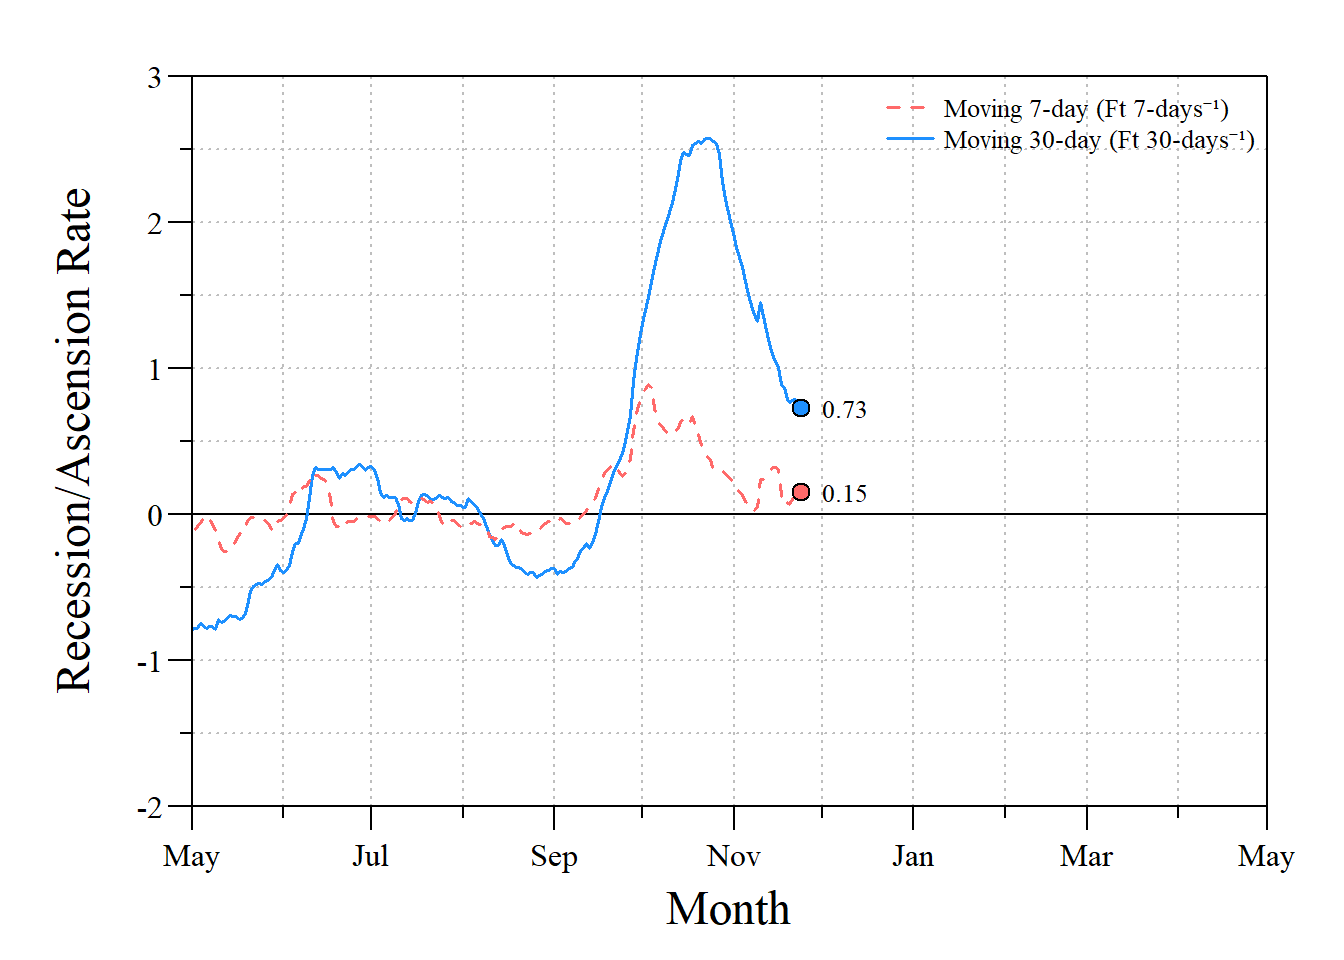 3
Moving 7-day (Ft 7-days⁻¹)
Moving 30-day (Ft 30-days⁻¹)
2
1
0.73
0.15
0
-1
-2
Recession/Ascension Rate
May Jul Sep Nov Jan Mar May
Month